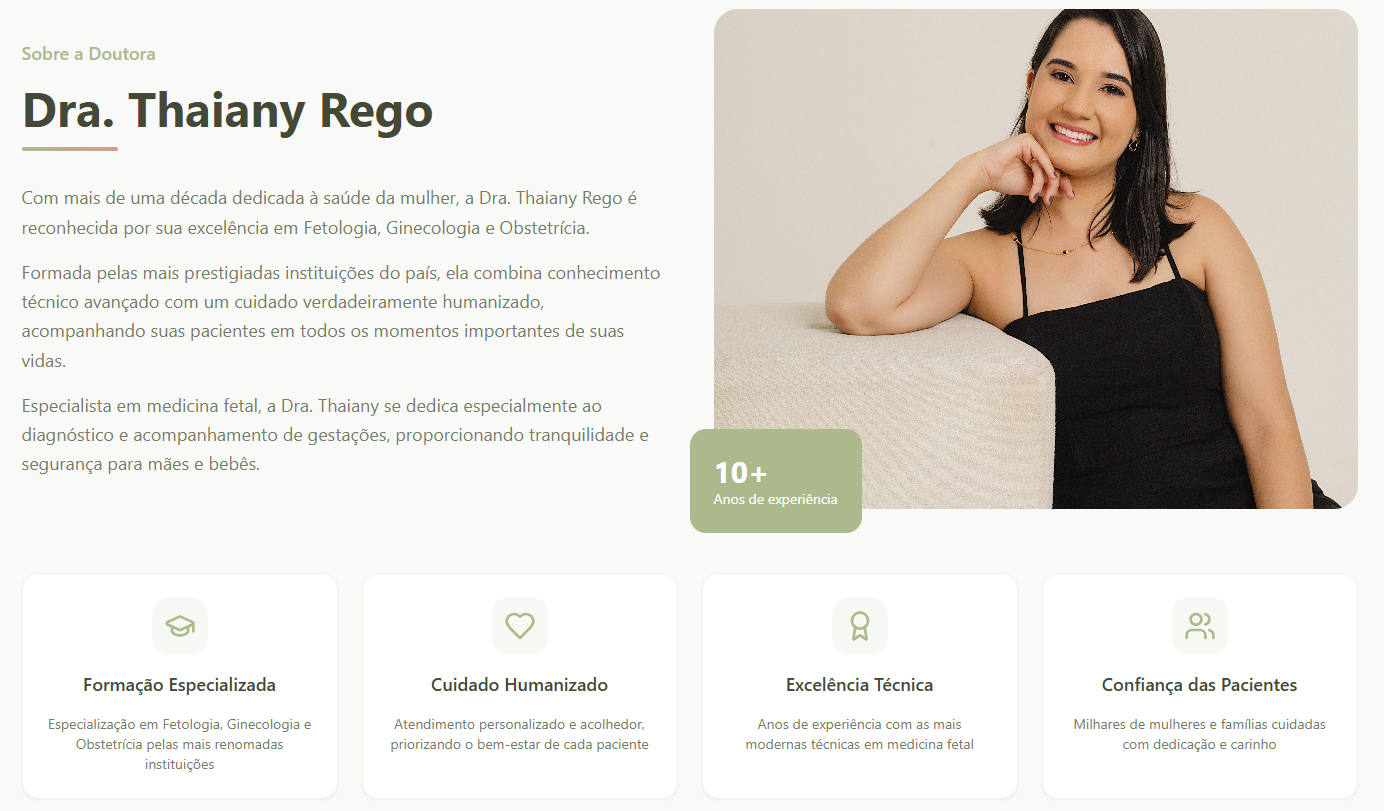 Sobre a Doutora
Dra. Thaiany Rego
Com mais de uma década dedicada à saúde da mulher, a Dra. Thaiany Rego é
reconhecida por sua excelência em Fetologia, Ginecologia e Obstetrícia.
Formada pelas mais prestigiadas instituições do país, ela combina conhecimento
técnico avançado com um cuidado verdadeiramente humanizado,
acompanhando suas pacientes em todos os momentos importantes de suas
vidas.
Especialista em medicina fetal, a Dra. Thaiany se dedica especialmente ao
diagnóstico e acompanhamento de gestações, proporcionando tranquilidade e
segurança para mães e bebês.
10+
Anos de experiência
Formação Especializada
Especialização em Fetologia, Ginecologia e
Obstetrícia pelas mais renomadas
instituições
Cuidado Humanizado
Atendimento personalizado e acolhedor,
priorizando o bem-estar de cada paciente
Excelência Técnica
Anos de experiência com as mais
modernas técnicas em medicina fetal
Confiança das Pacientes
Milhares de mulheres e famílias cuidadas
com dedicação e carinho